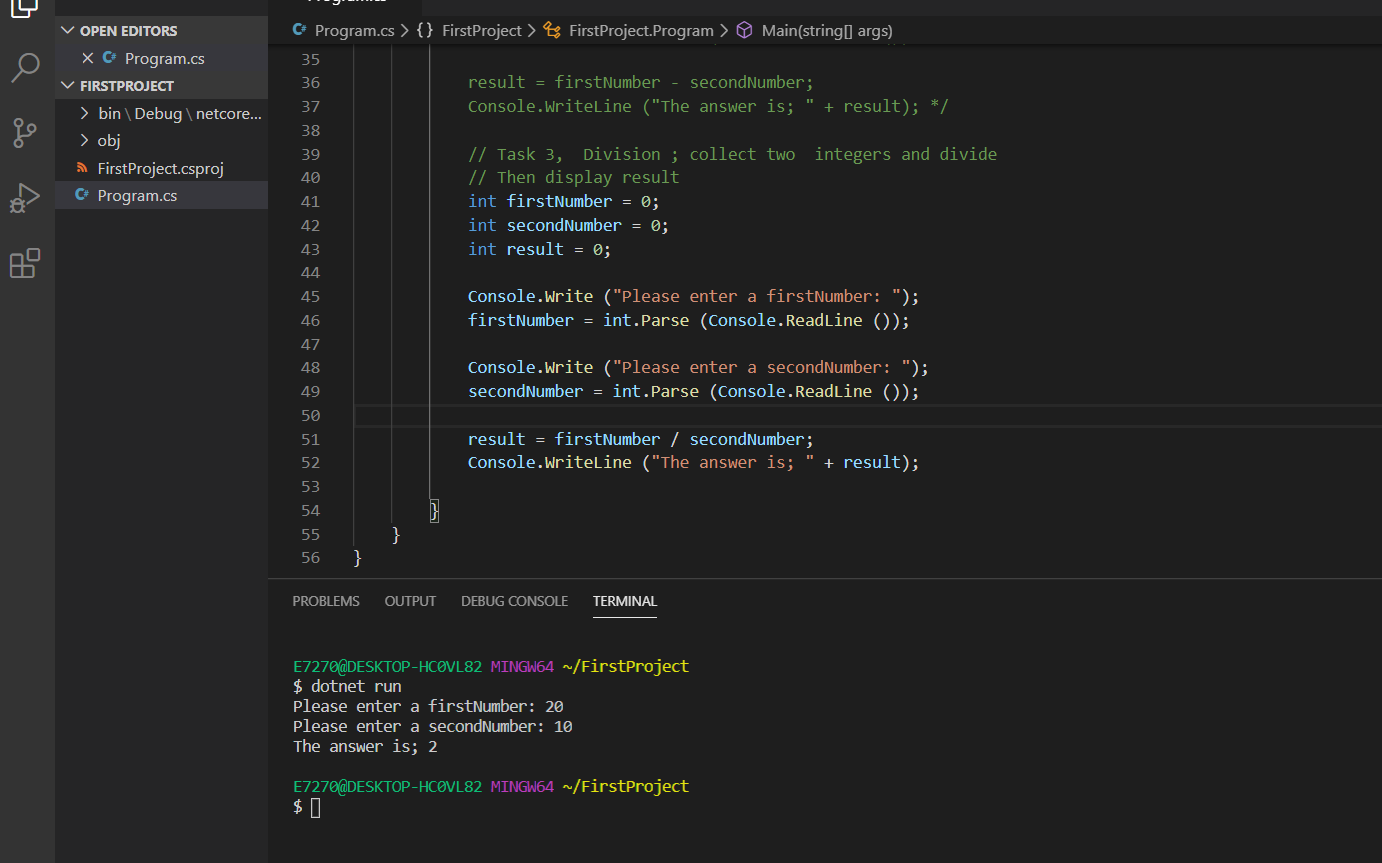 OPEN EDITORS
Program.cs
FIRSTPROJECT
bin\Debug\netcore...
obj
FirstProject.csproj
Program.cs
Program.cs > {} FirstProject > FirstProject.Program > Main(string[] args)
35
36 result = firstNumber - secondNumber;
37 Console.WriteLine ("The answer is; " + result); */
38
39 // Task 3,  Division ; collect two  integers and divide
40 // Then display result
41 int firstNumber = 0;
42 int secondNumber = 0;
43 int result = 0;
44
45 Console.Write ("Please enter a firstNumber: ");
46 firstNumber = int.Parse (Console.ReadLine ());
47
48 Console.Write ("Please enter a secondNumber: ");
49 secondNumber = int.Parse (Console.ReadLine ());
50
51 result = firstNumber / secondNumber;
52 Console.WriteLine ("The answer is; " + result);
53
54 }
55 }
56 }
PROBLEMS OUTPUT DEBUG CONSOLE TERMINAL
E7270@DESKTOP-HC0VL82 MINGW64 ~/FirstProject
$ dotnet run
Please enter a firstNumber: 20
Please enter a secondNumber: 10
The answer is; 2
E7270@DESKTOP-HC0VL82 MINGW64 ~/FirstProject
$